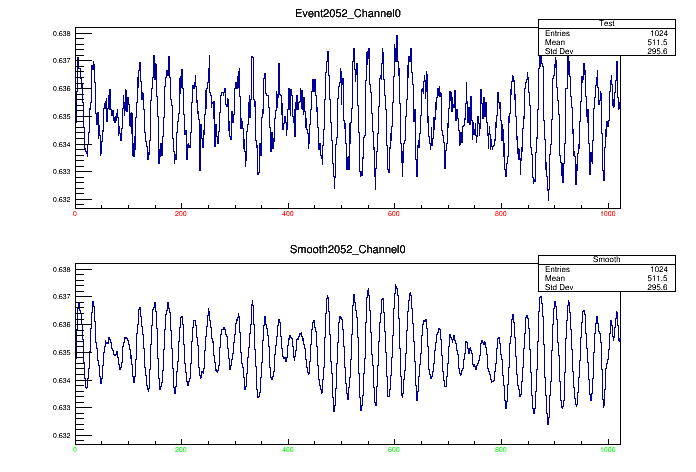 Event2052_Channel0
Test
Entries 1024
Mean 511.5
Std Dev 295.6
0.638
0.637
0.636
0.635
0.634
0.633
0.632
0 200 400 600 800 1000
Smooth2052_Channel0
Smooth
Entries 1024
Mean 511.5
Std Dev 295.6
0.638
0.637
0.636
0.635
0.634
0.633
0.632
0 200 400 600 800 1000